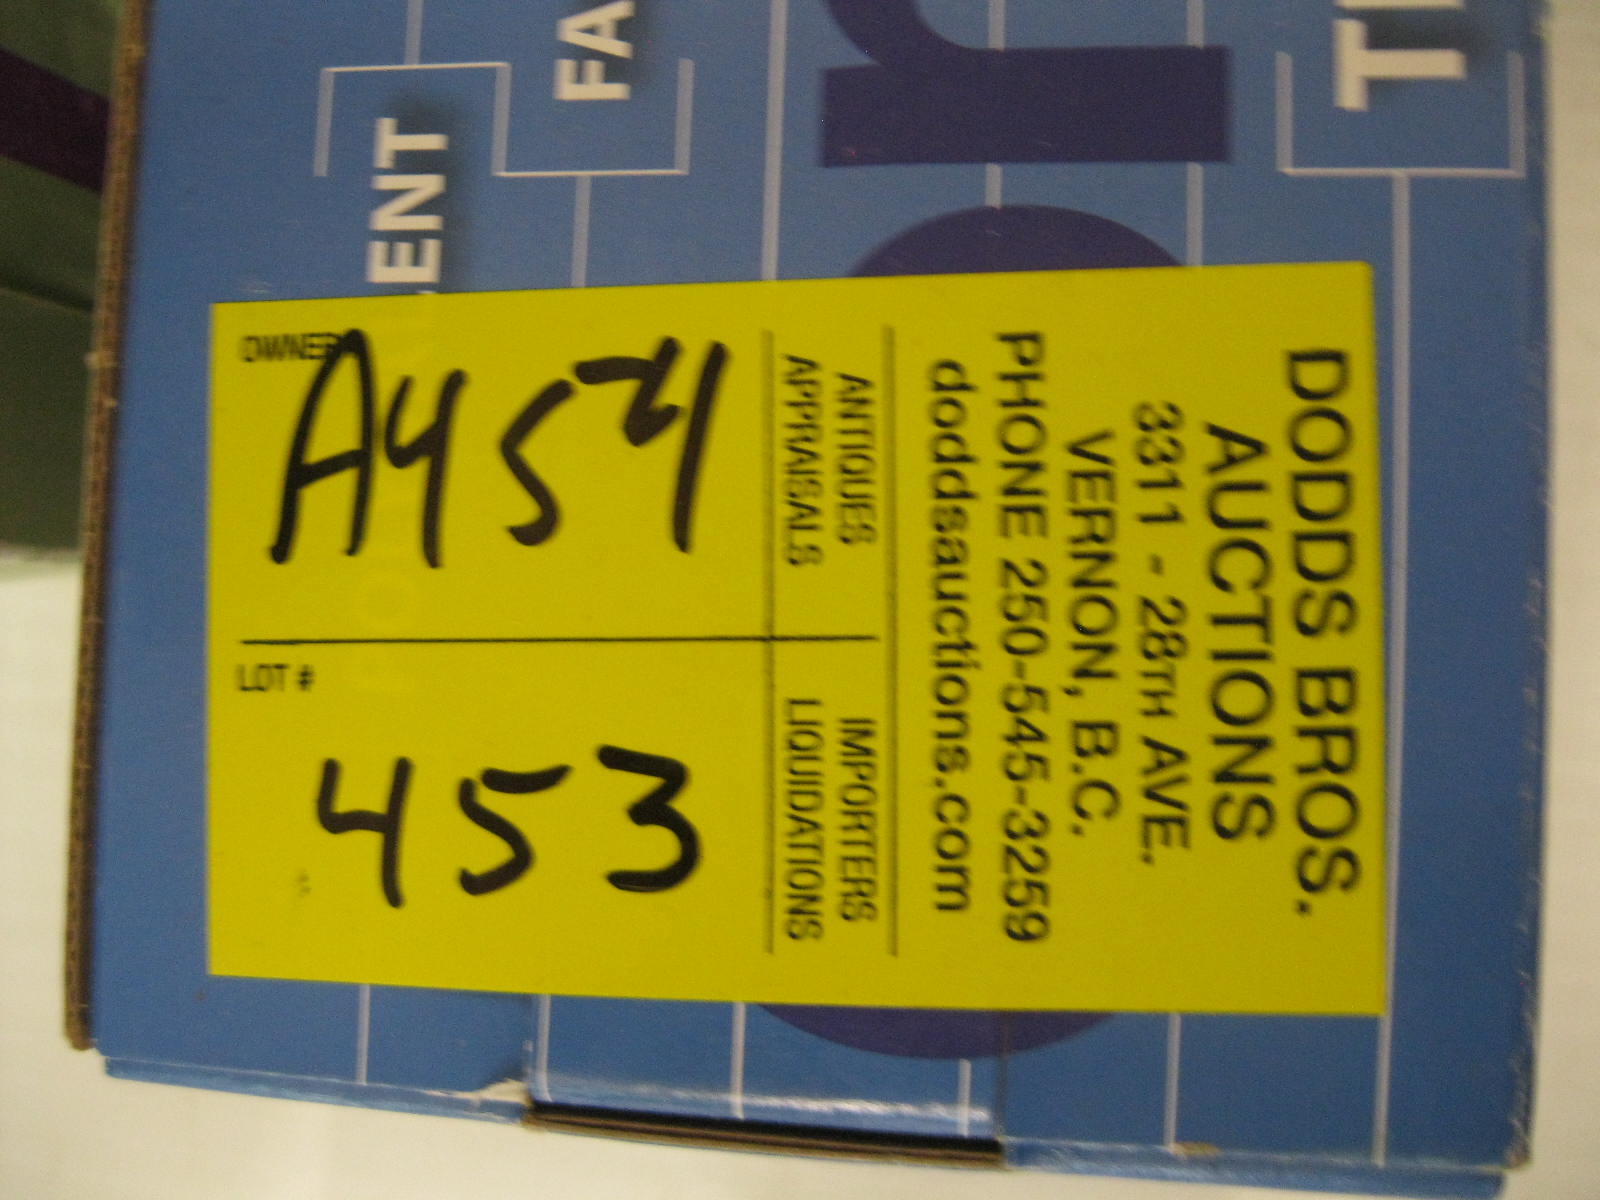 DODDS BROS.
AUCTIONS
3311 - 28TH AVE.
VERNON, B.C.
PHONE 250-545-3259
doddsauctions.com
ANTIQUES
APPRAISALS
IMPORTERS
LIQUIDATIONS
OWNER
A454
LOT #
453
ENT
FA
r